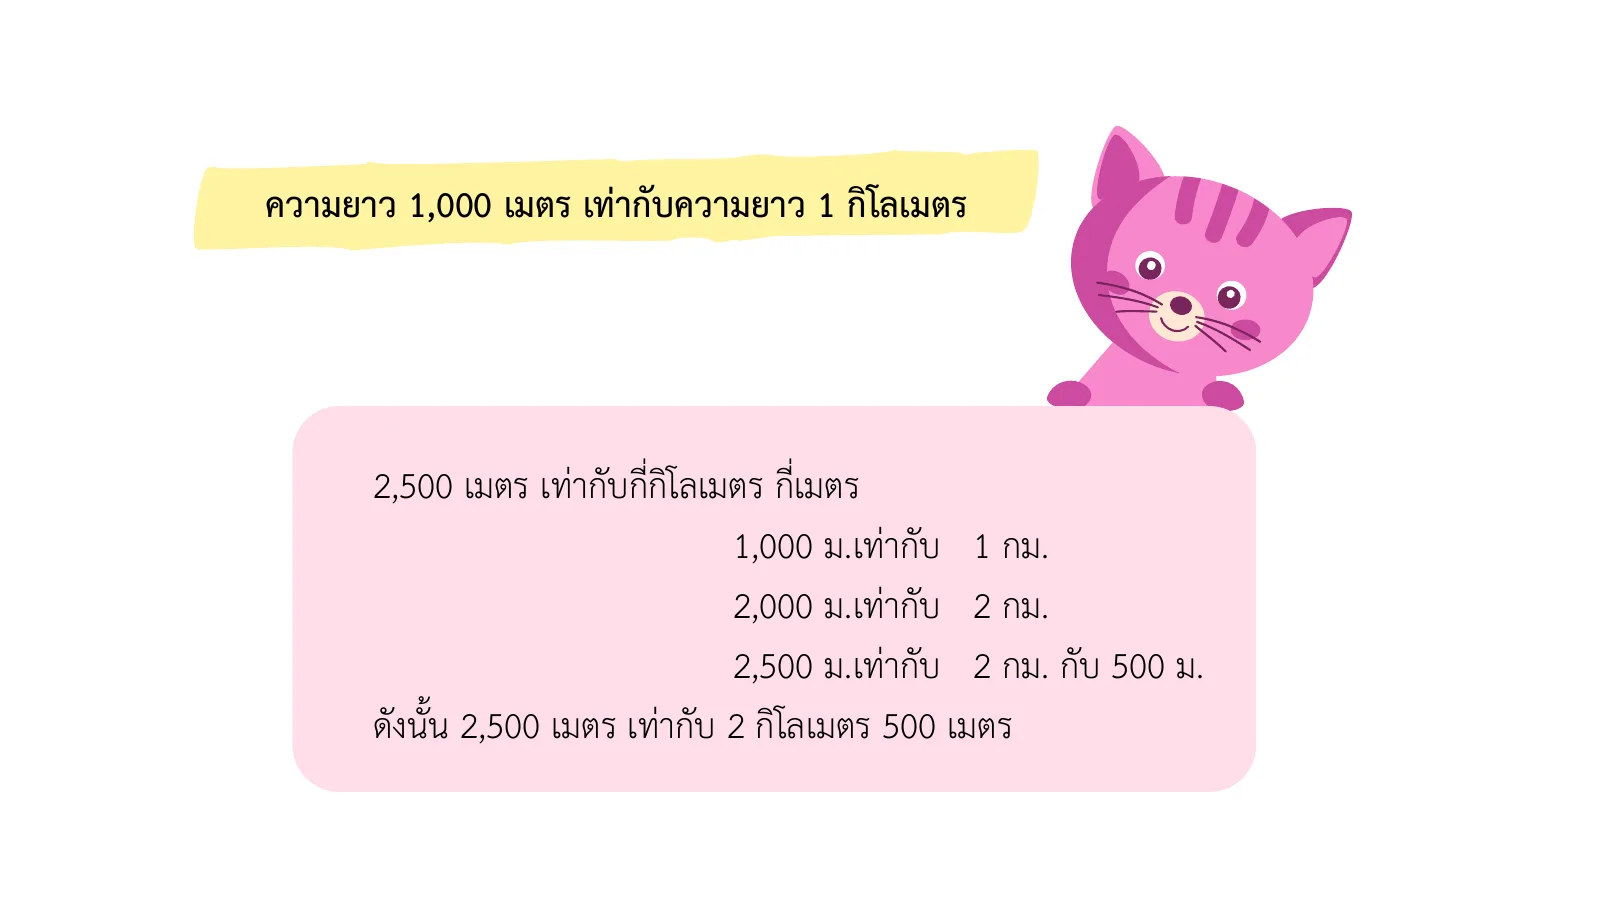 ความยาว 1,000 เมตร เท่ากับความยาว 1 กิโลเมตร
2,500 เมตร เท่ากับกี่กิโลเมตร กี่เมตร
1,000 ม.เท่ากับ 1 กม.
2,000 ม.เท่ากับ 2 กม.
2,500 ม.เท่ากับ 2 กม. กับ 500 ม.
ดังนั้น 2,500 เมตร เท่ากับ 2 กิโลเมตร 500 เมตร